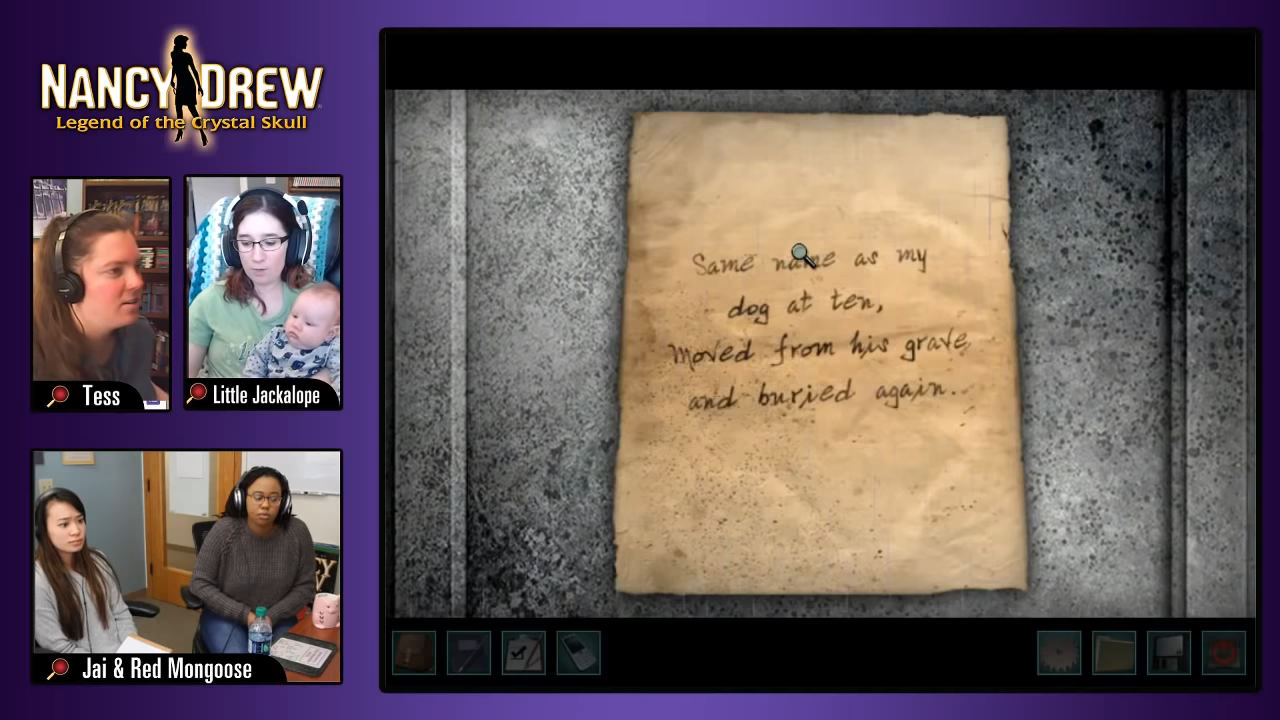 NANCY DREW
Legend of the Crystal Skull
Tess
Little Jackalope
Jai & Red Mongoose
Same name as my
dog at ten,
moved from his grave
and buried again.